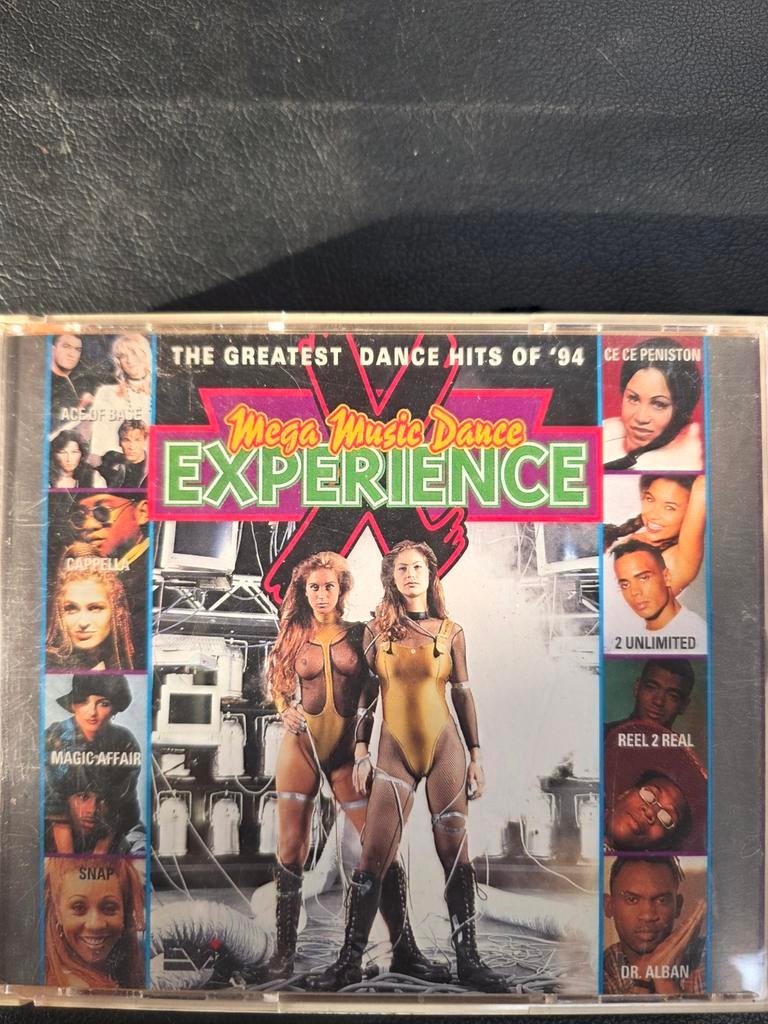 THE GREATEST DANCE HITS OF '94
Mega Music Dance
EXPERIENCE
ACE OF BASE
CAPPELLA
MAGIC AFFAIR
SNAP
CE CE PENISTON
2 UNLIMITED
REEL 2 REAL
DR. ALBAN